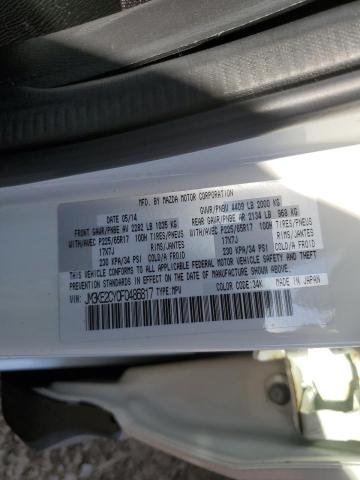 MFD. BY MAZDA MOTOR CORPORATION
DATE 05/14 GAWR/PNBV 4409 LB 2000 KG
FRONT GAWR/PNBE AV 2282 LB 1035 KG REAR GAWR/PNBE AR 2134 LB 968 KG
WITH/AVEC P225/65R17 100H TIRES/PNEUS WITH/AVEC P225/65R17 100H TIRES/PNEUS
17X7J RIMS/JANTES 17X7J RIMS/JANTES
230 KPA/34 PSI COLD/A FROID 230 KPA/34 PSI COLD/A FROID
THIS VEHICLE CONFORMS TO ALL APPLICABLE FEDERAL MOTOR VEHICLE SAFETY, BUMPER,
AND THEFT PREVENTION STANDARDS IN EFFECT ON THE DATE OF MANUFACTURE SHOWN ABOVE.
MADE IN JAPAN
VIN: JM3KE2CY0F0486817 TYPE: MPV COLOR CODE: 34K